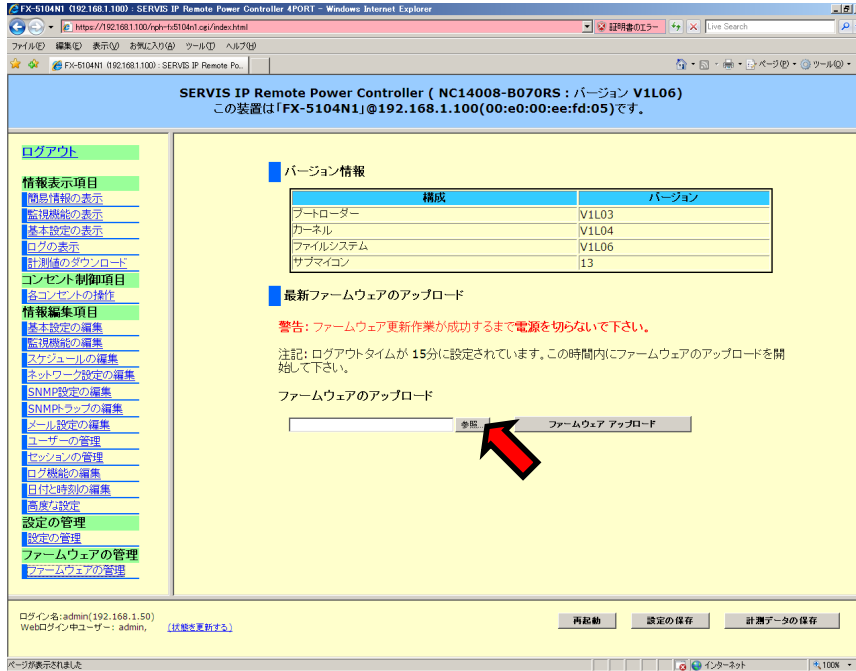 FX-5104N1 (192.168.1.100) : SERVIS IP Remote Power Controller 4PORT - Windows Internet Explorer
https://192.168.1.100/nph-fx5104n1.cgi/index.html
証明書のエラー
Live Search
ファイル(F) 編集(E) 表示(V) お気に入り(A) ツール(T) ヘルプ(H)
FX-5104N1 (192.168.1.100) : SERVIS IP Remote Po...
ページ(P) ツール(O)
SERVIS IP Remote Power Controller ( NC14008-B070RS : バージョン V1L06)
この装置は「FX-5104N1」@192.168.1.100(00:e0:00:ee:fd:05)です。
ログアウト
情報表示項目
簡易情報の表示
監視機能の表示
基本設定の表示
ログの表示
計測値のダウンロード
コンセント制御項目
各コンセントの操作
情報編集項目
基本設定の編集
監視機能の編集
スケジュールの編集
ネットワーク設定の編集
SNMP設定の編集
SNMPトラップの編集
メール設定の編集
ユーザーの管理
セッションの管理
ログ機能の編集
日付と時刻の編集
高度な設定
設定の管理
設定の管理
ファームウェアの管理
ファームウェアの管理
バージョン情報
構成 バージョン
ブートローダー V1L03
カーネル V1L04
ファイルシステム V1L06
サブマイコン 13
最新ファームウェアのアップロード
警告: ファームウェア更新作業が成功するまで電源を切らないで下さい。
注記: ログアウトタイムが 15分に設定されています。この時間内にファームウェアのアップロードを開
始して下さい。
ファームウェアのアップロード
参照... ファームウェア アップロード
ログイン名:admin(192.168.1.50)
Webログイン中ユーザー: admin, (状態を更新する)
再起動 設定の保存 計測データの保存
ページが表示されました
インターネット 100%